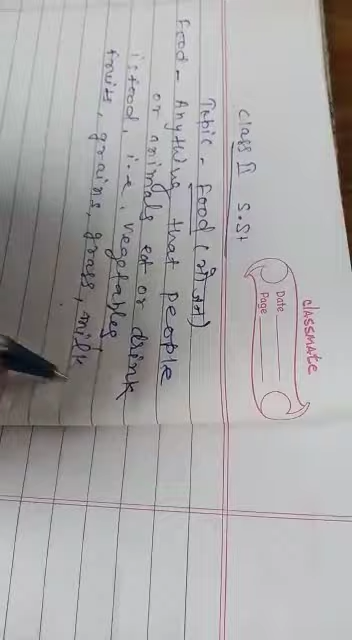 classmate
Date
Page
Class II S.St
Topic - Food (भोजन)
Food - Anything that people
or animals eat or drink
is food, i.e, vegetables
fruits, grains, grass, milk